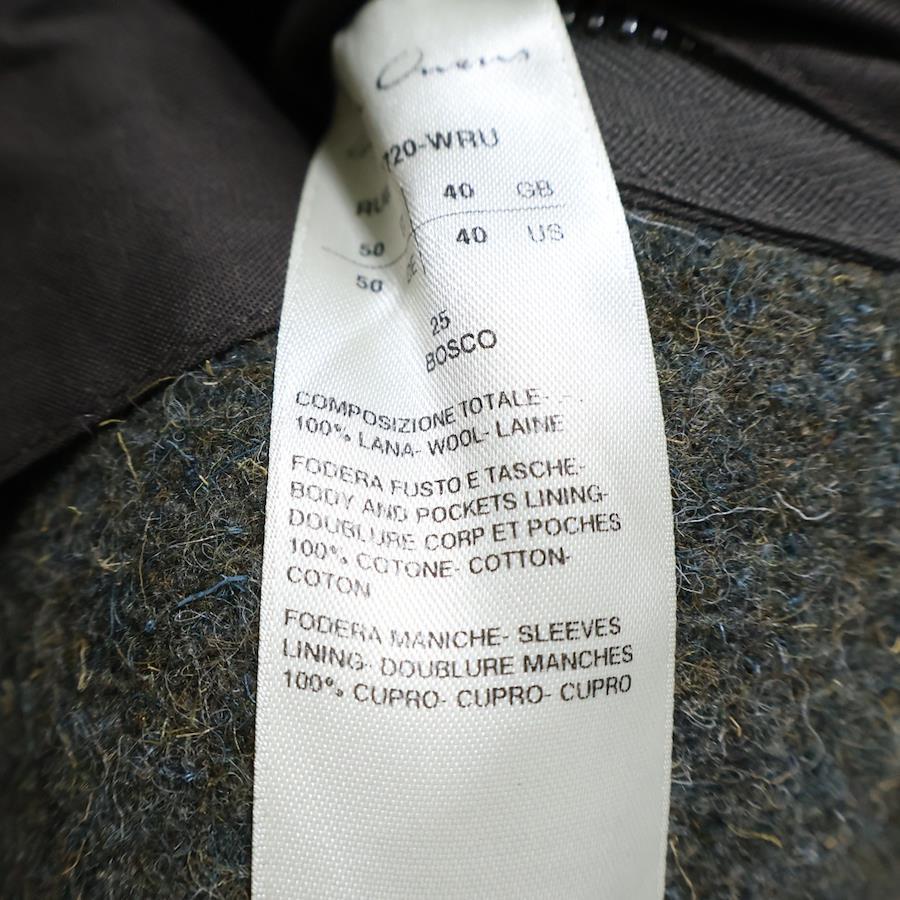 Owens
720-WRU
40 GB
50
40 US
50
25
BOSCO
COMPOSIZIONE TOTALE-
100% LANA- WOOL- LAINE
FODERA FUSTO E TASCHE-
BODY AND POCKETS LINING-
DOUBLURE CORP ET POCHES
100% COTONE- COTTON-
COTON
FODERA MANICHE- SLEEVES
LINING- DOUBLURE MANCHES
100% CUPRO- CUPRO- CUPRO